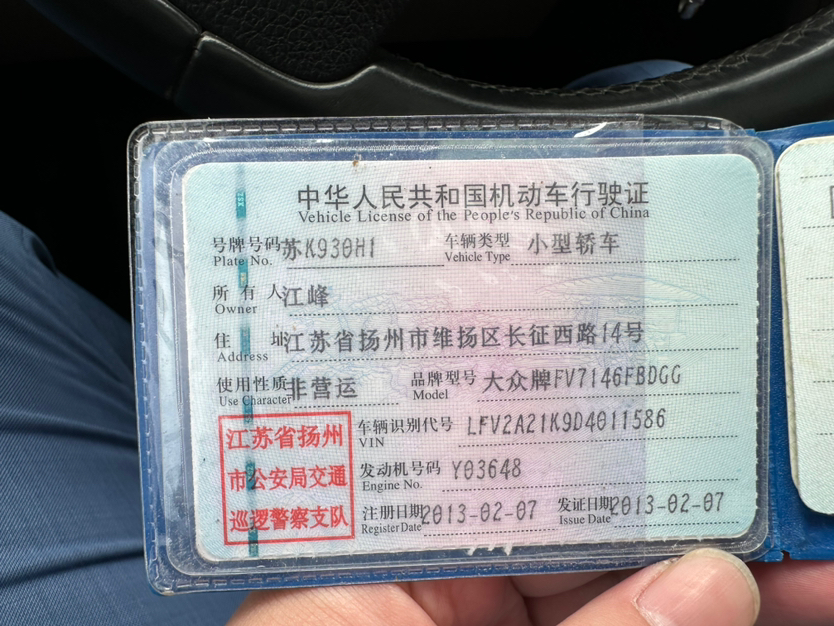 中华人民共和国机动车行驶证
Vehicle License of the People's Republic of China
号牌号码 苏K930H1 车辆类型 小型轿车
Plate No. Vehicle Type
所有人 江峰
Owner
住址 江苏省扬州市维扬区长征西路14号
Address
使用性质 非营运 品牌型号 大众牌FV7146FBDGG
Use Character Model
江苏省扬州
市公安局交通
巡逻警察支队
车辆识别代号 LFV2A21K9D4011586
VIN
发动机号码 Y03648
Engine No.
注册日期 2013-02-07 发证日期 2013-02-07
Register Date Issue Date